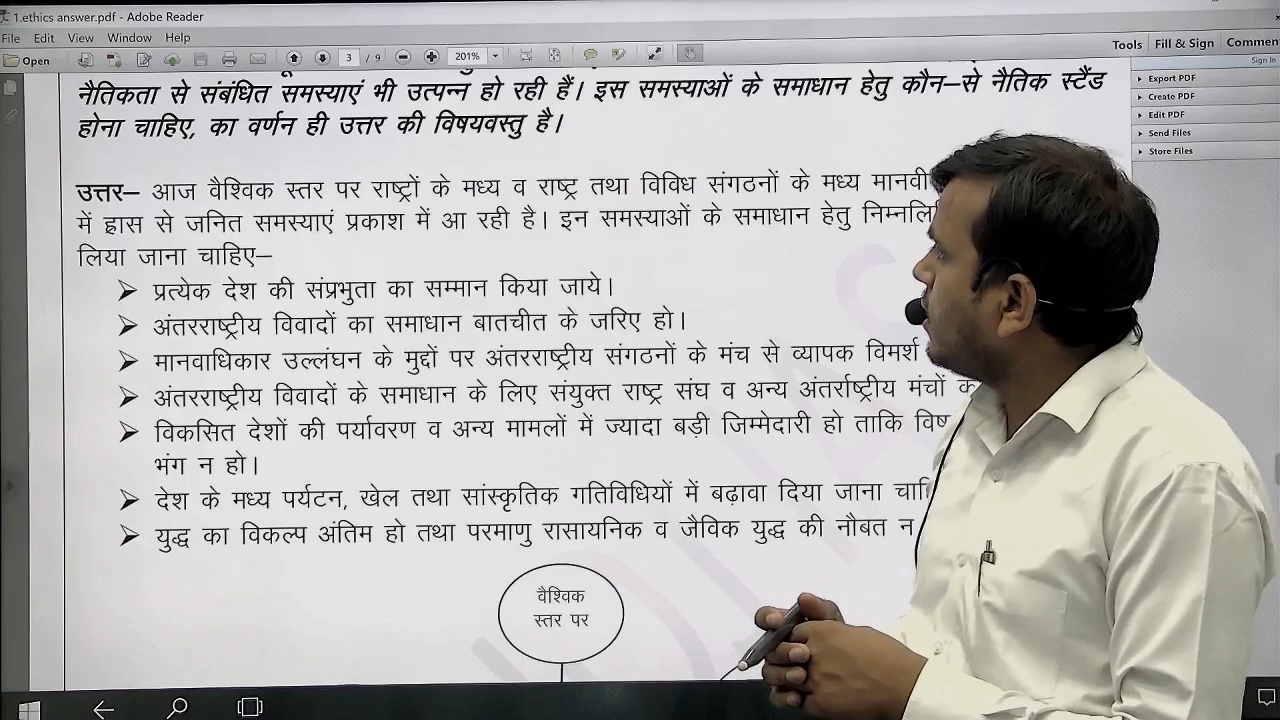 1.ethics answer.pdf - Adobe Reader
File Edit View Window Help
Open 3 / 9 201% Tools Fill & Sign Commen
Sign In
Export PDF
Create PDF
Edit PDF
Send Files
Store Files
नैतिकता से संबंधित समस्याएं भी उत्पन्न हो रही हैं। इस समस्याओं के समाधान हेतु कौन–से नैतिक स्टैंड
होना चाहिए, का वर्णन ही उत्तर की विषयवस्तु है।
उत्तर– आज वैश्विक स्तर पर राष्ट्रों के मध्य व राष्ट्र तथा विविध संगठनों के मध्य मानवी
में ह्रास से जनित समस्याएं प्रकाश में आ रही है। इन समस्याओं के समाधान हेतु निम्नलि
लिया जाना चाहिए–
➢ प्रत्येक देश की संप्रभुता का सम्मान किया जाये।
➢ अंतरराष्ट्रीय विवादों का समाधान बातचीत के जरिए हो।
➢ मानवाधिकार उल्लंघन के मुद्दों पर अंतरराष्ट्रीय संगठनों के मंच से व्यापक विमर्श
➢ अंतरराष्ट्रीय विवादों के समाधान के लिए संयुक्त राष्ट्र संघ व अन्य अंतर्राष्ट्रीय मंचों
➢ विकसित देशों की पर्यावरण व अन्य मामलों में ज्यादा बड़ी जिम्मेदारी हो ताकि
भंग न हो।
➢ देश के मध्य पर्यटन, खेल तथा सांस्कृतिक गतिविधियों में बढ़ावा दिया जाना
➢ युद्ध का विकल्प अंतिम हो तथा परमाणु रासायनिक व जैविक युद्ध की नौबत न
वैश्विक
स्तर पर